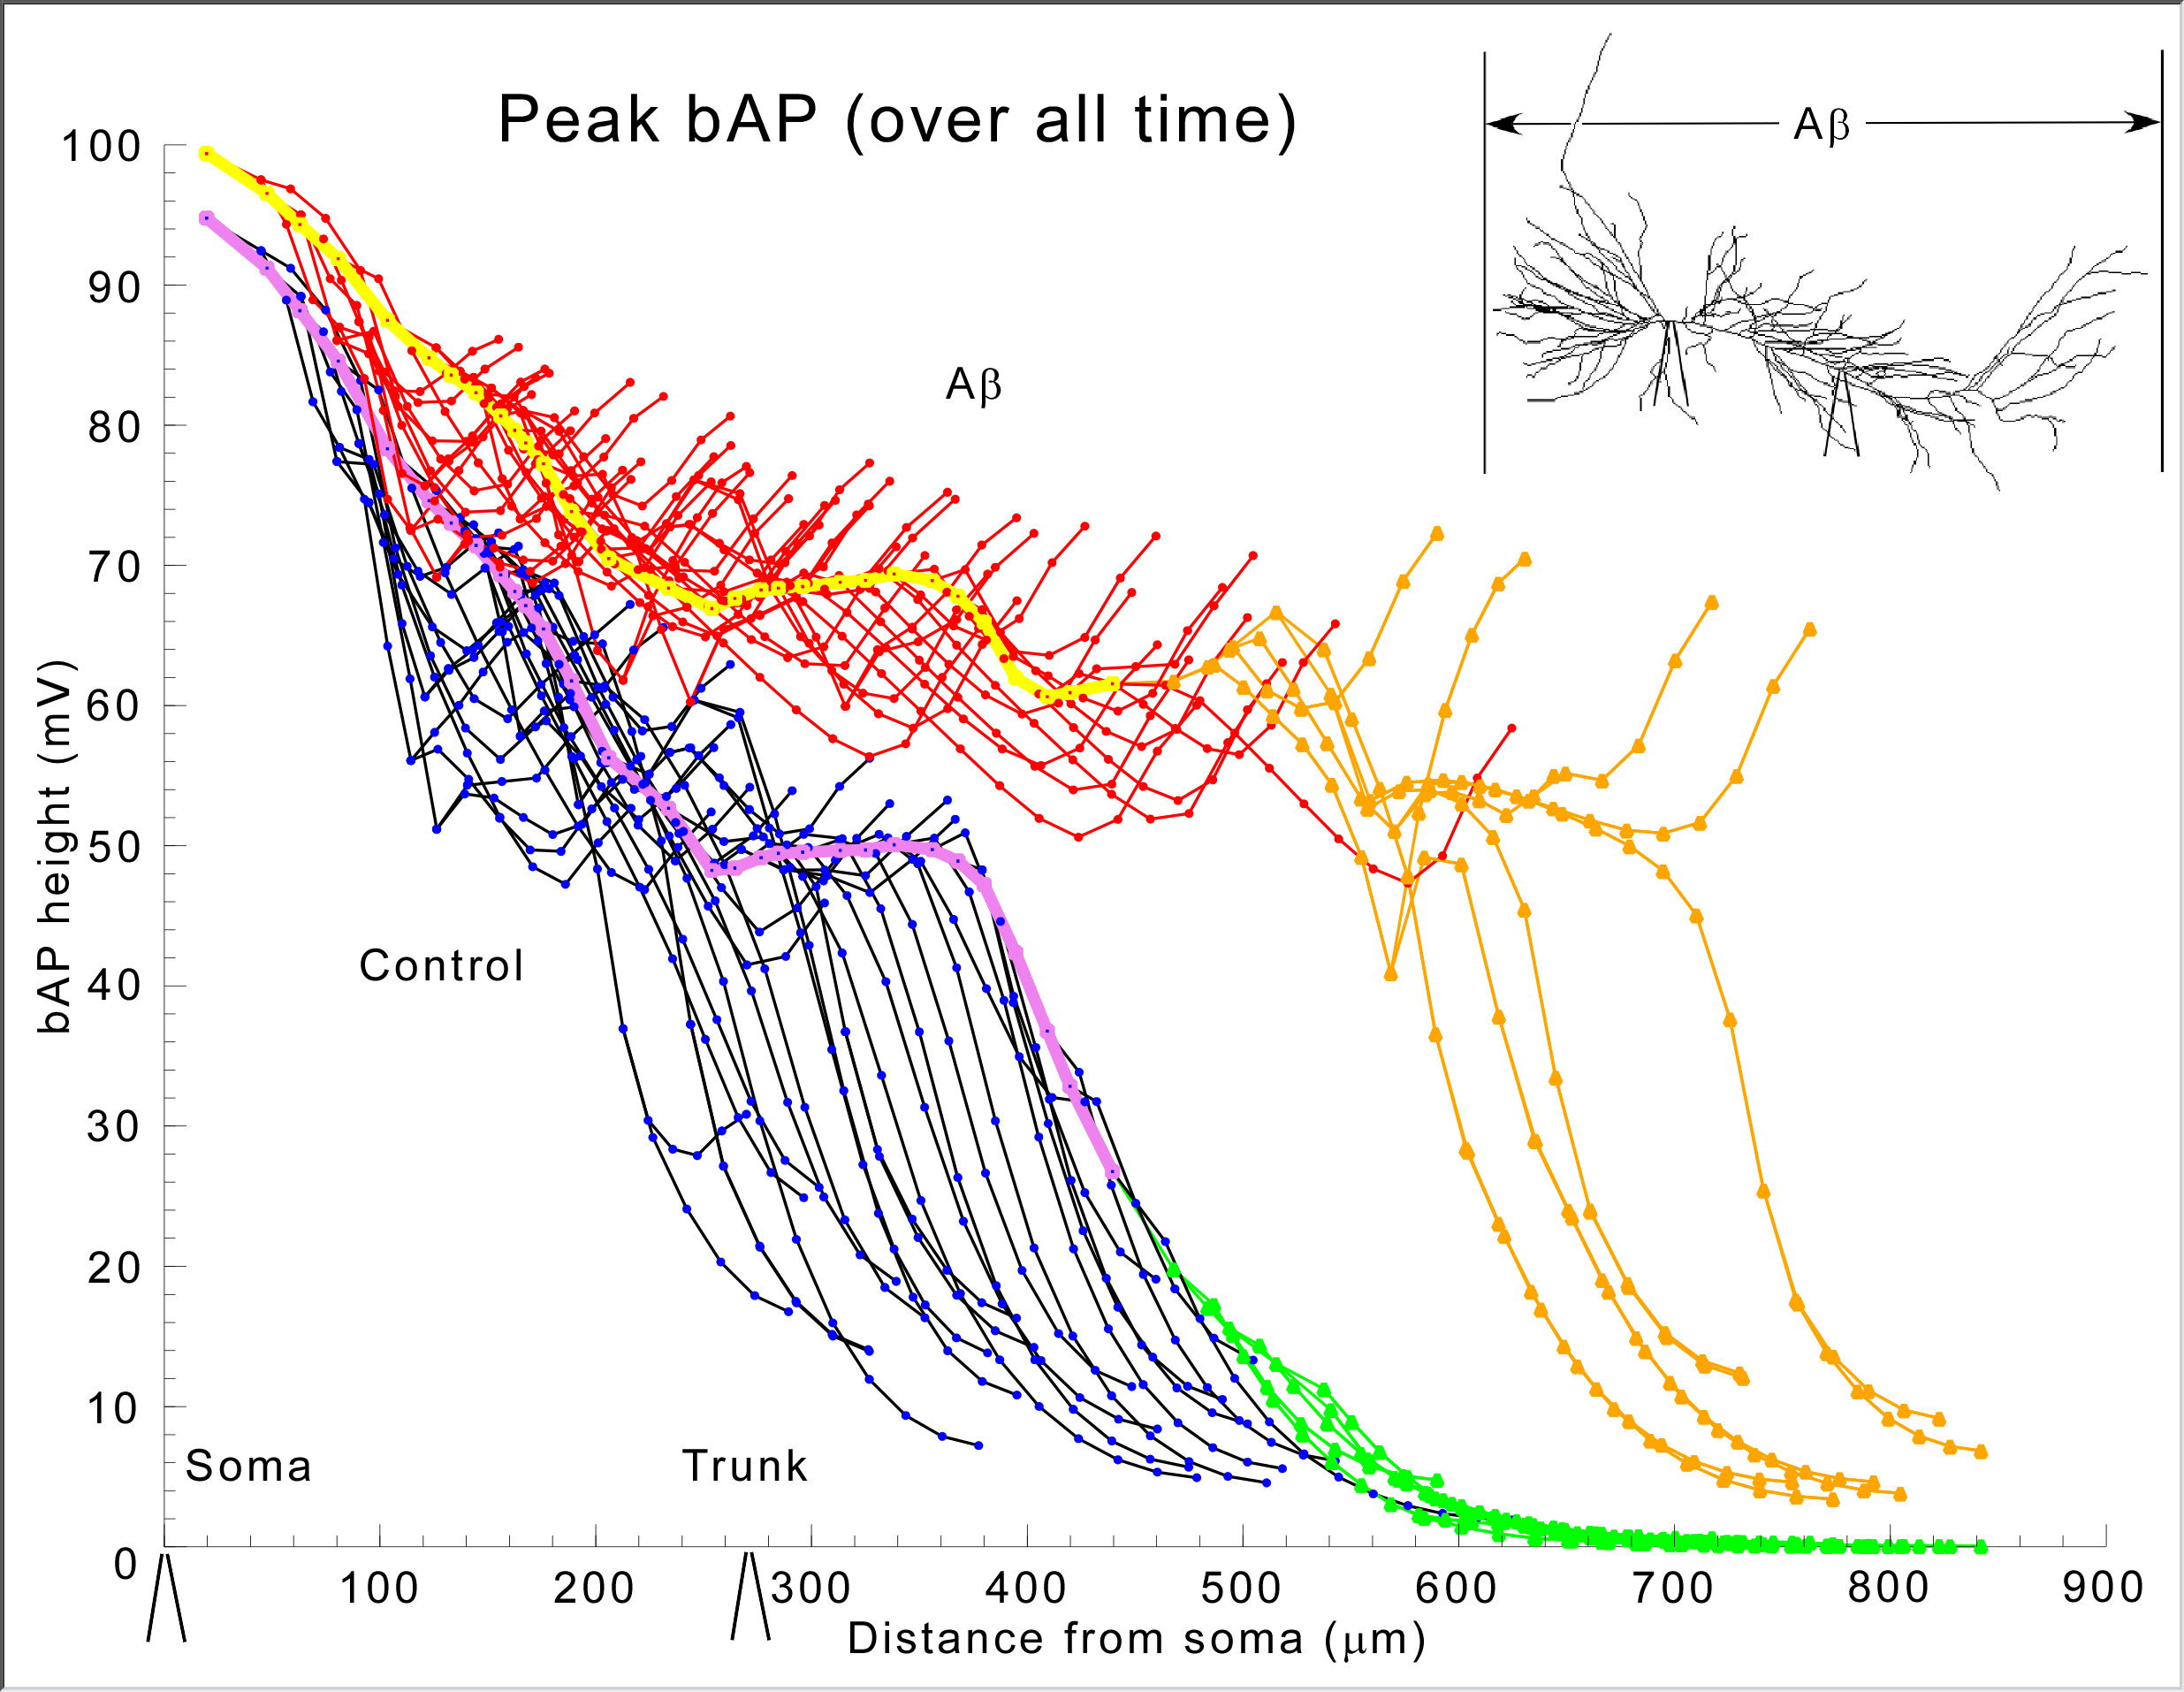 Peak bAP (over all time)
Aβ
Aβ
bAP height (mV)
100
90
80
70
60
50
40
30
20
10
0
Control
Soma
Trunk
100 200 300 400 500 600 700 800 900
Distance from soma (μm)